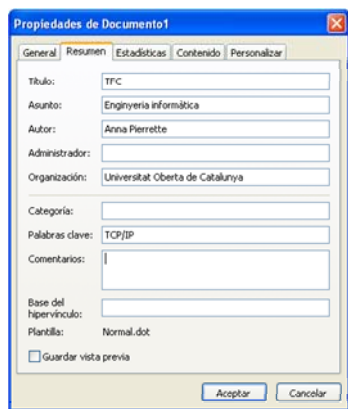 Propiedades de Documento1
General Resumen Estadísticas Contenido Personalizar
Título: TFC
Asunto: Enginyeria informàtica
Autor: Anna Pierrette
Administrador:
Organización: Universitat Oberta de Catalunya
Categoría:
Palabras clave: TCP/IP
Comentarios:
Base del
hipervínculo:
Plantilla: Normal.dot
Guardar vista previa
Aceptar Cancelar